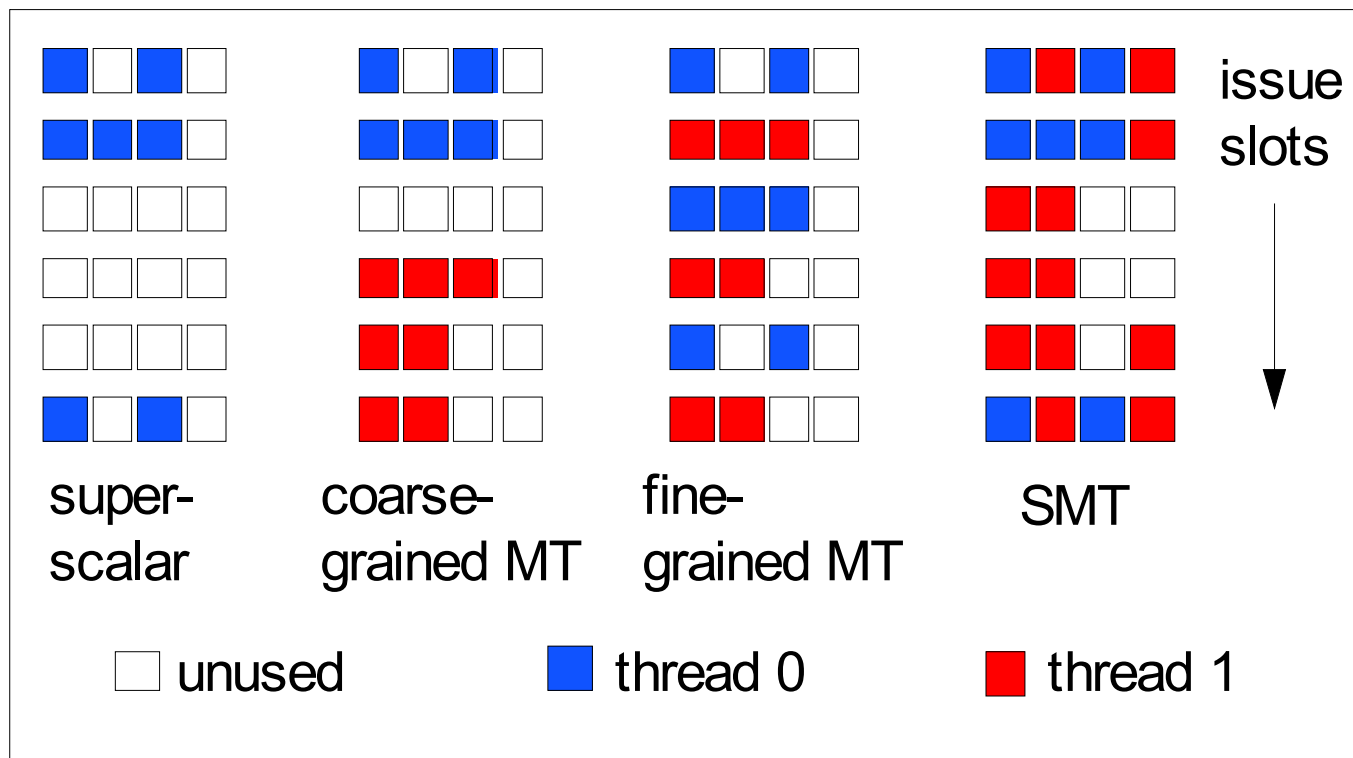 issue
slots
super-
scalar
coarse-
grained MT
fine-
grained MT
SMT
unused
thread 0
thread 1